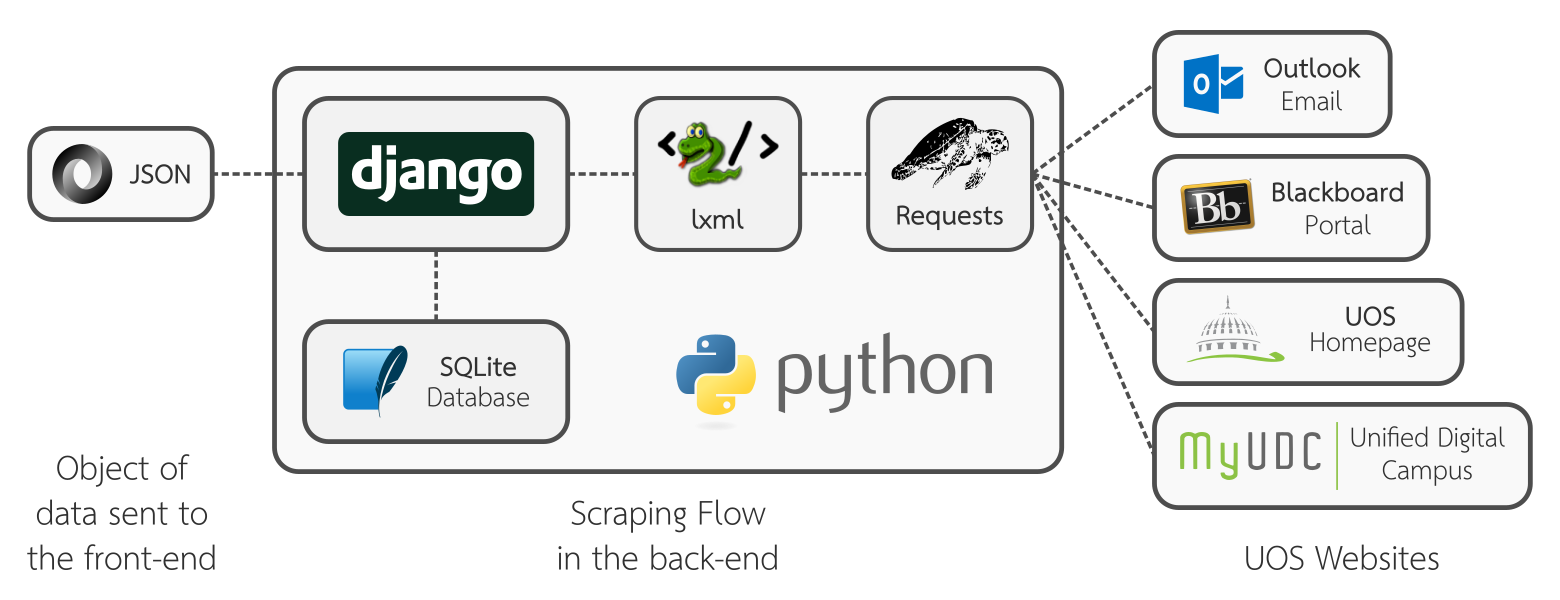 JSON
Object of
data sent to
the front-end
django
< / >
lxml
Requests
SQLite
Database
python
Scraping Flow
in the back-end
O
Outlook
Email
Bb
Blackboard
Portal
UOS
Homepage
MyUDC
Unified Digital
Campus
UOS Websites